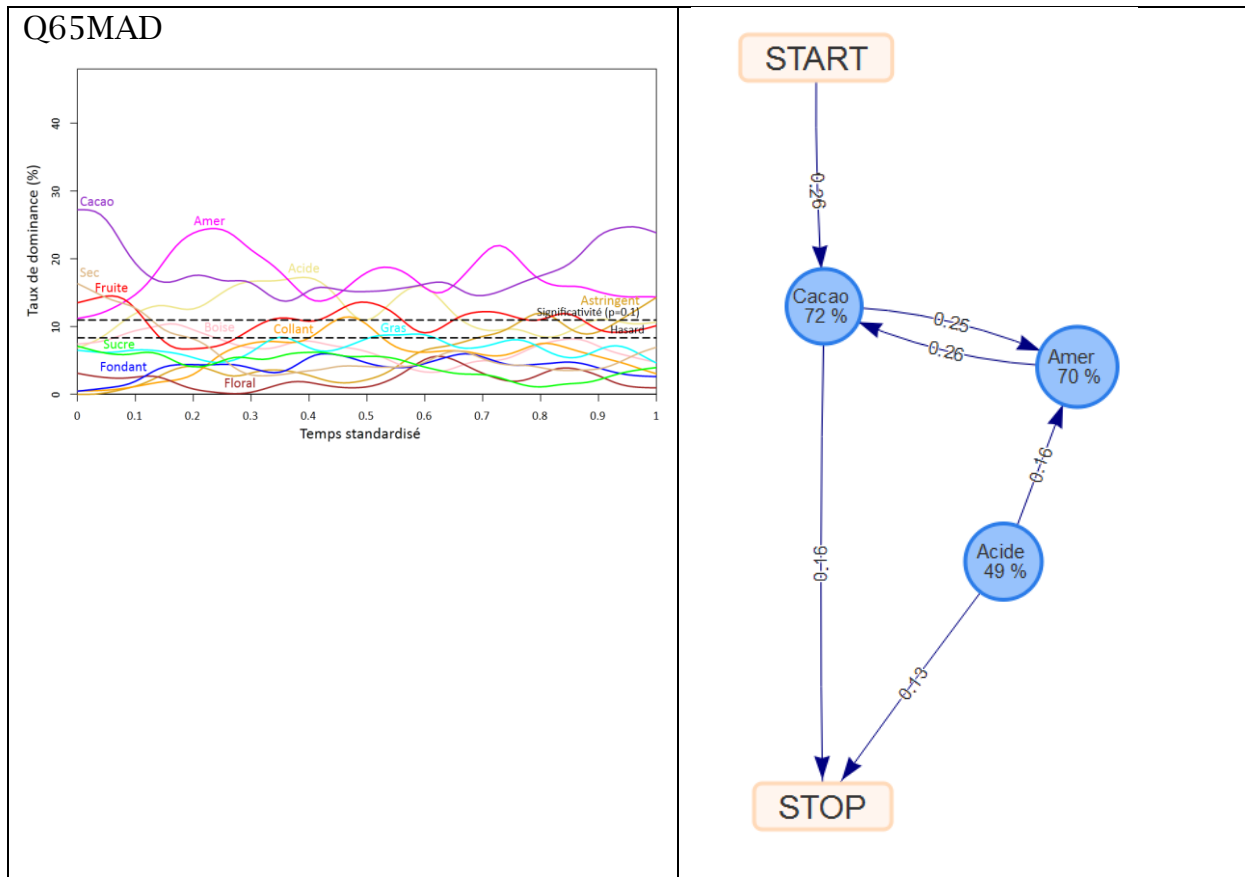 Q65MAD
Taux de dominance (%)
40
30
20
10
0
Cacao
Amer
Sec
Acide
Fruite
Astringent
Significativité (p=0.1)
Boise
Collant
Gras
Hasard
Sucre
Fondant
Floral
0 0.1 0.2 0.3 0.4 0.5 0.6 0.7 0.8 0.9 1
Temps standardisé
START
0.26
Cacao
72 %
0.25
0.26
Amer
70 %
0.16
Acide
49 %
0.16
0.13
STOP